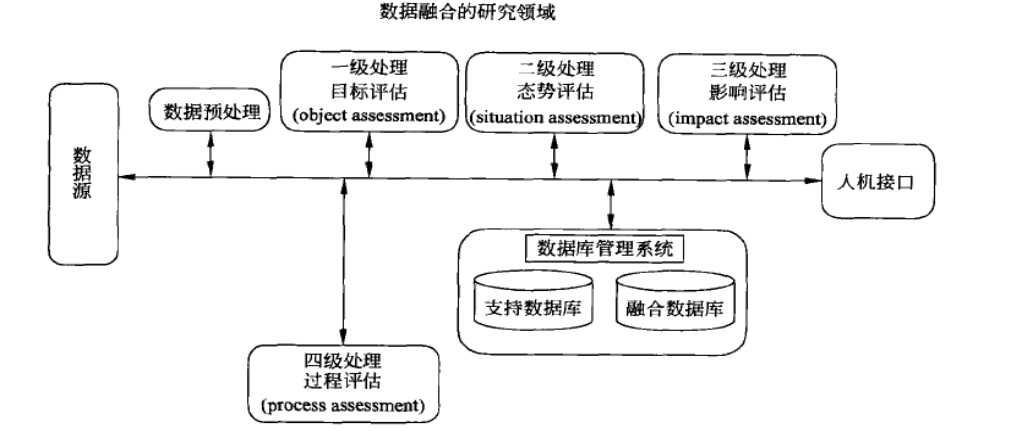 数据融合的研究领域
数据源
数据预处理
一级处理
目标评估
(object assessment)
二级处理
态势评估
(situation assessment)
三级处理
影响评估
(impact assessment)
人机接口
数据库管理系统
支持数据库
融合数据库
四级处理
过程评估
(process assessment)